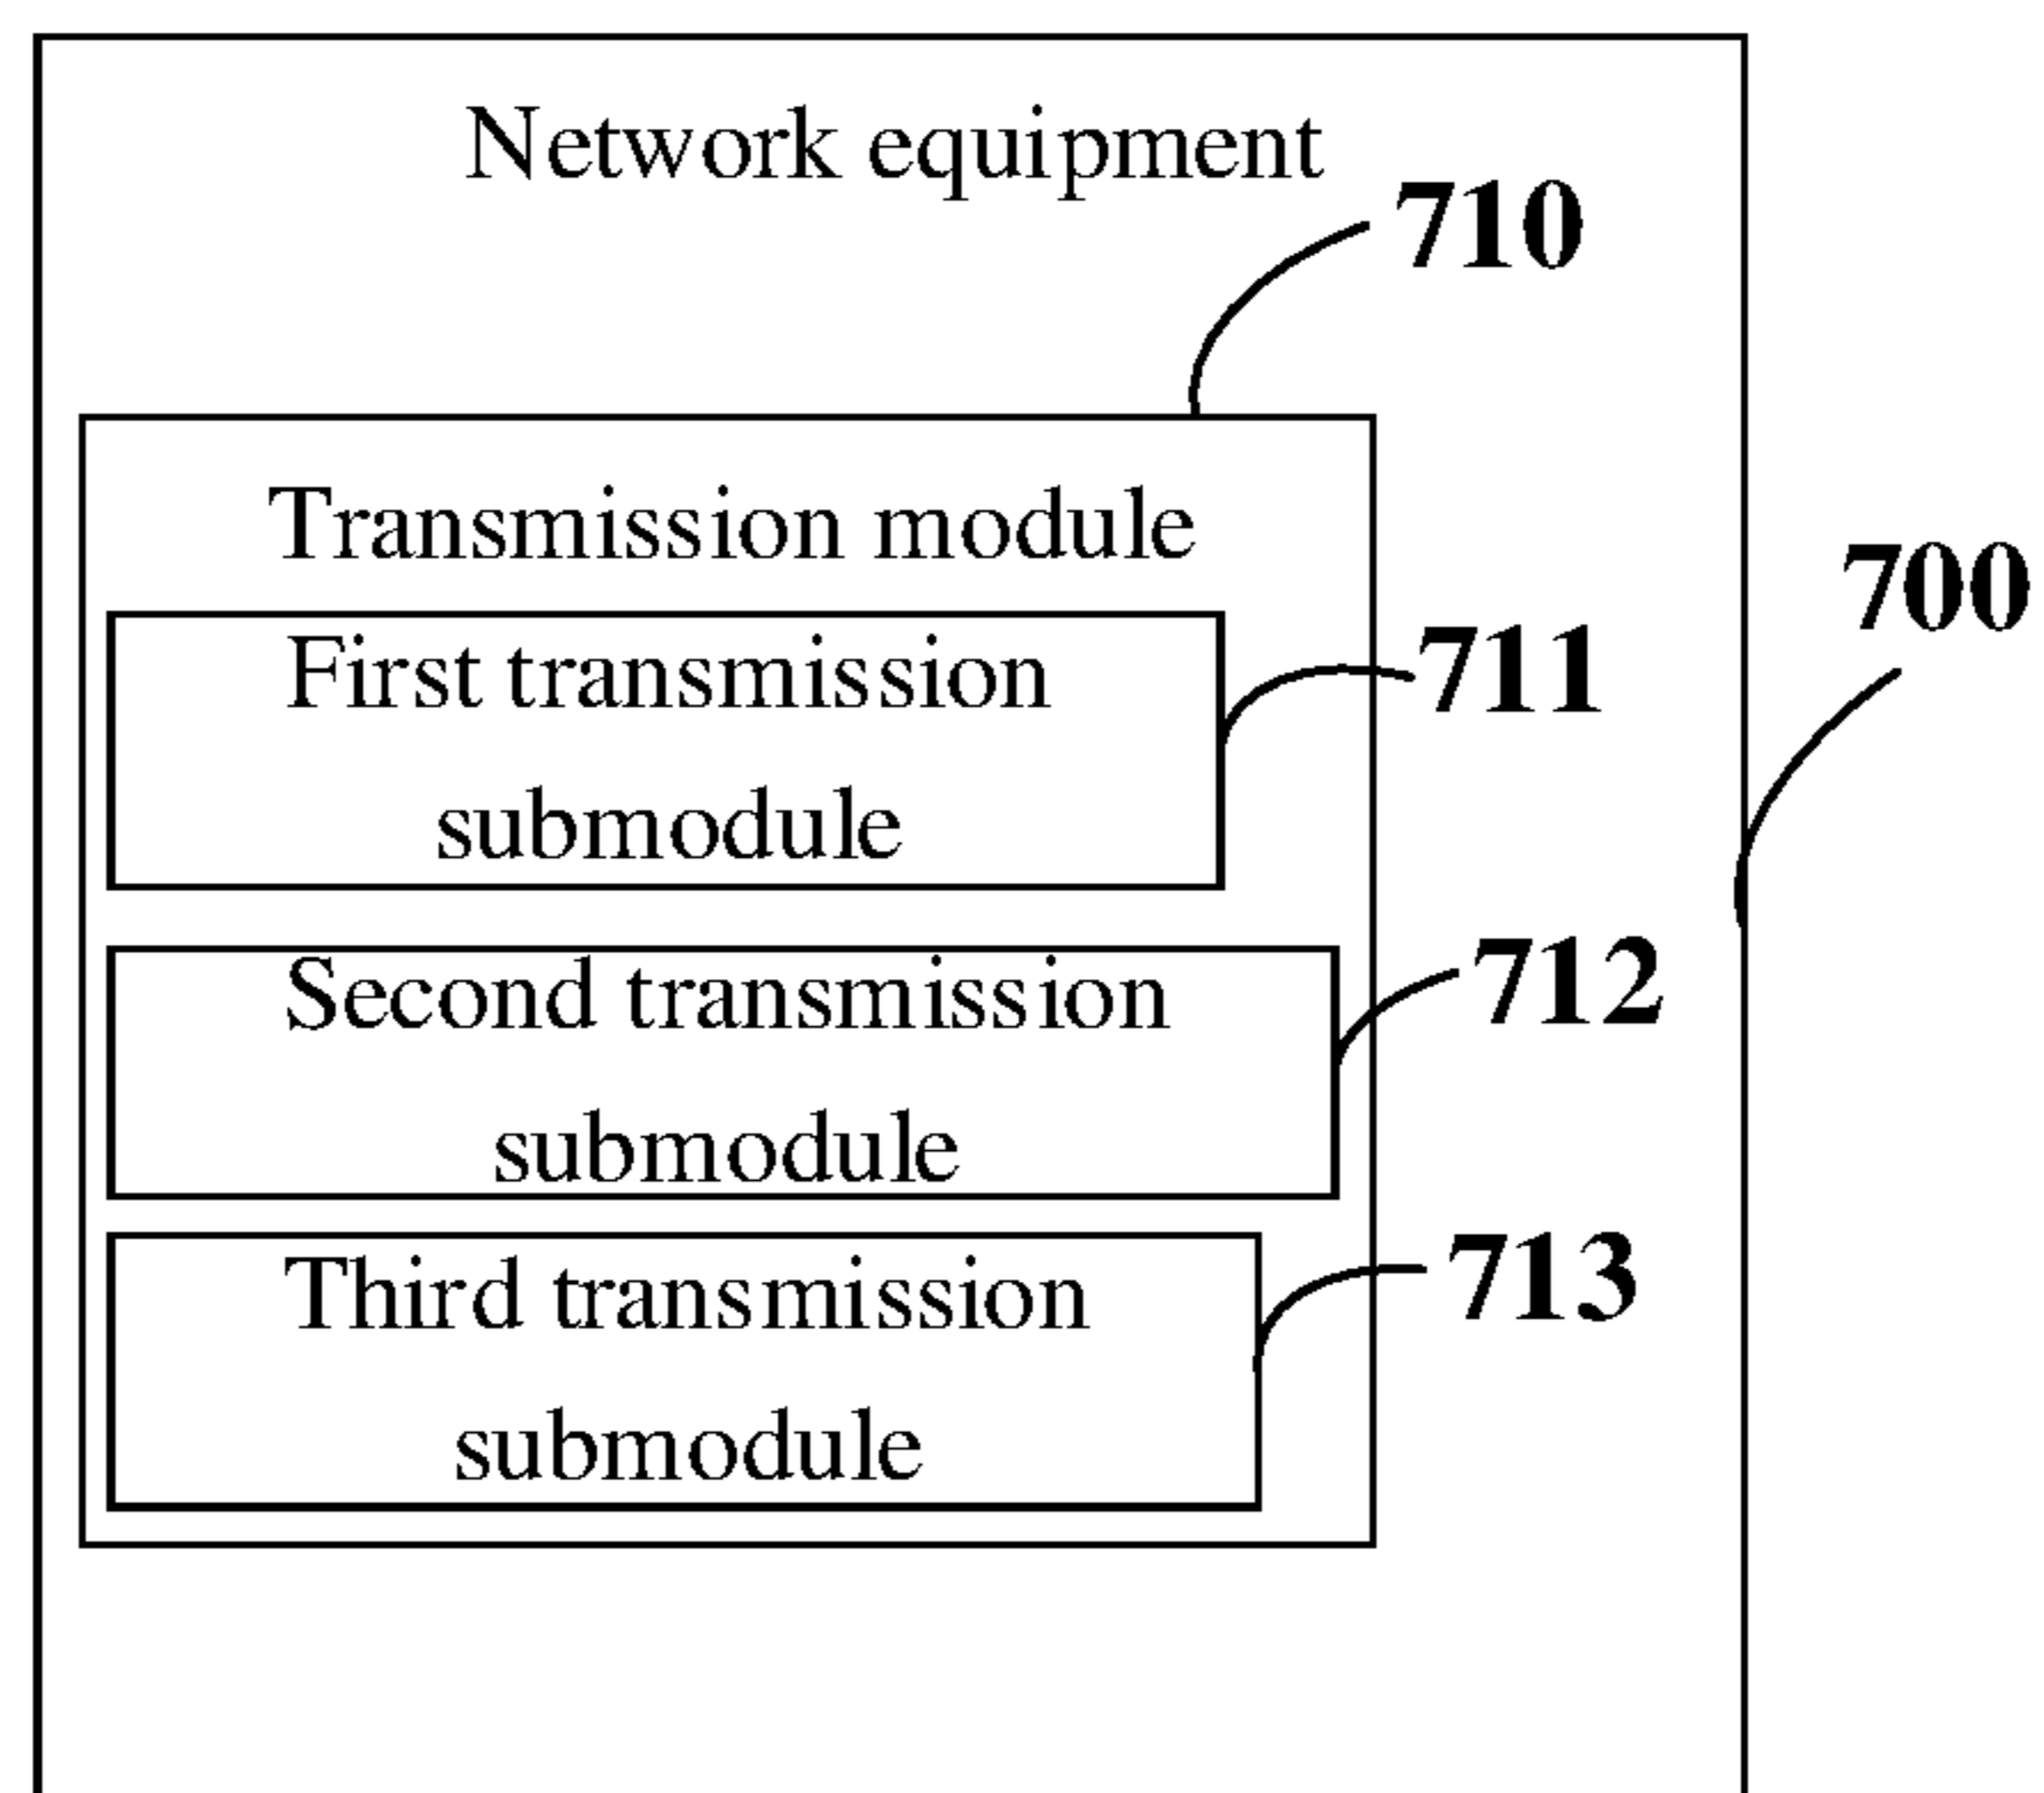 Network equipment
710
Transmission module
700
First transmission
submodule
711
Second transmission
submodule
712
Third transmission
submodule
713